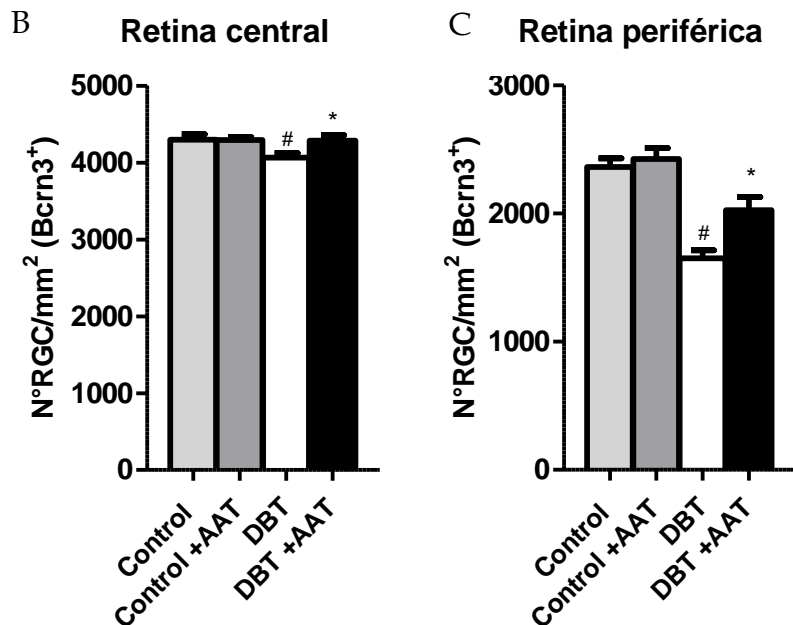 B
Retina central
N°RGC/mm² (Bcrn3⁺)
5000
4000
3000
2000
1000
0
#
*
Control
Control +AAT
DBT
DBT +AAT
C
Retina periférica
N°RGC/mm² (Bcrn3⁺)
3000
2000
1000
0
#
*
Control
Control +AAT
DBT
DBT +AAT